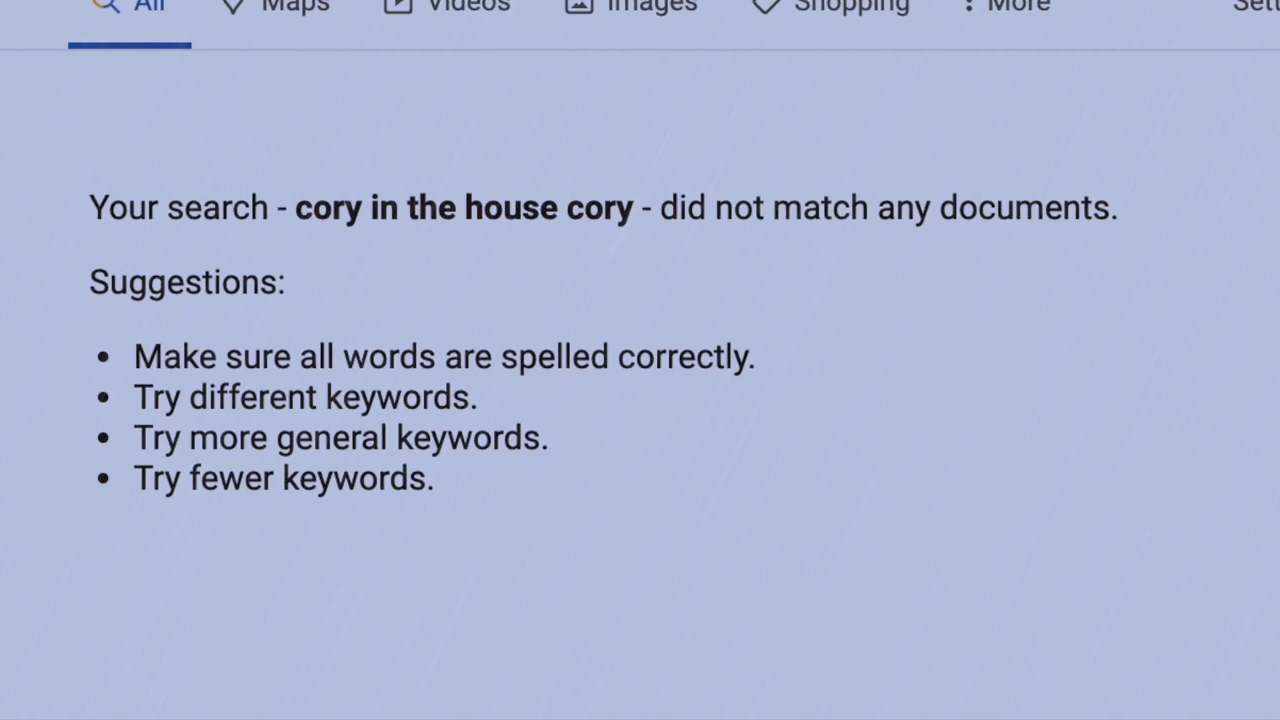 All Maps Videos Images Shopping More
Your search - cory in the house cory - did not match any documents.
Suggestions:
• Make sure all words are spelled correctly.
• Try different keywords.
• Try more general keywords.
• Try fewer keywords.